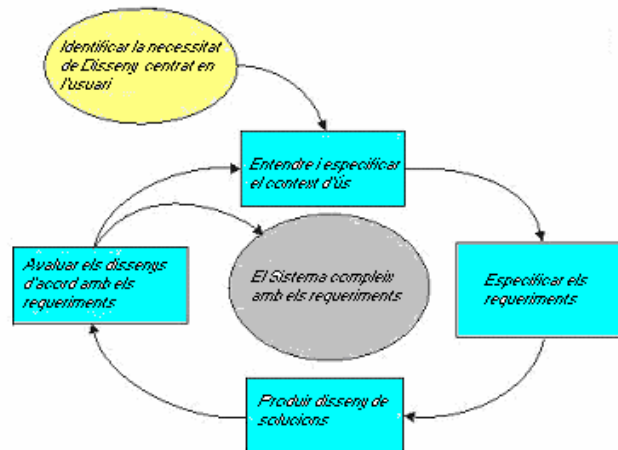 Identificar la necessitat
de Disseny centrat en
l'usuari
Entendre i especificar
el context d'ús
Avaluar els dissenys
d'acord amb els
requeriments
El Sistema compleix
amb els requeriments
Especificar els
requeriments
Produir disseny de
solucions